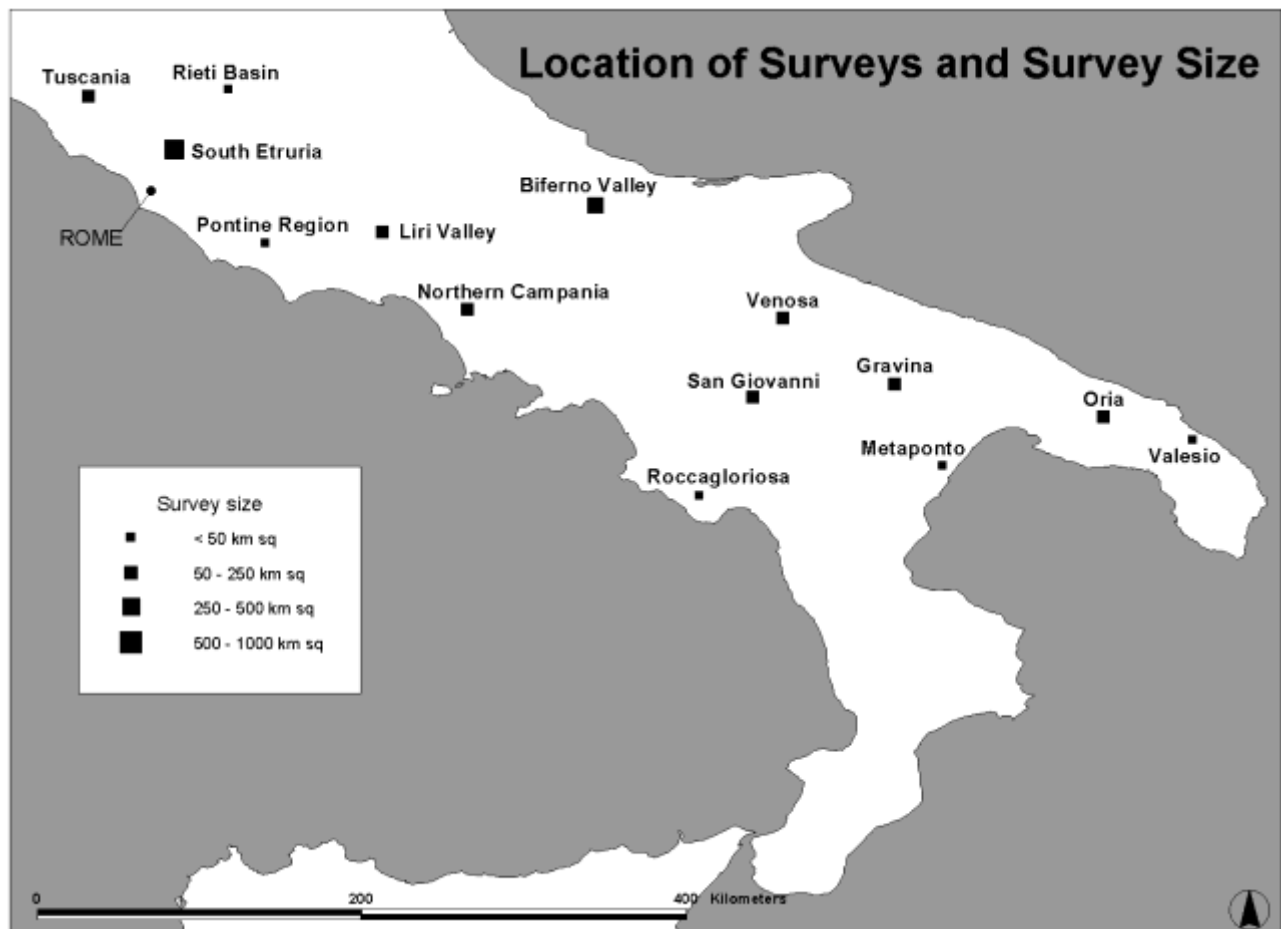 Location of Surveys and Survey Size
Tuscania
Rieti Basin
South Etruria
Biferno Valley
ROME
Pontine Region
Liri Valley
Northern Campania
Venosa
San Giovanni
Gravina
Oria
Metaponto
Valesio
Roccagloriosa
Survey size
< 50 km sq
50 - 250 km sq
250 - 500 km sq
500 - 1000 km sq
0 200 400 Kilometers